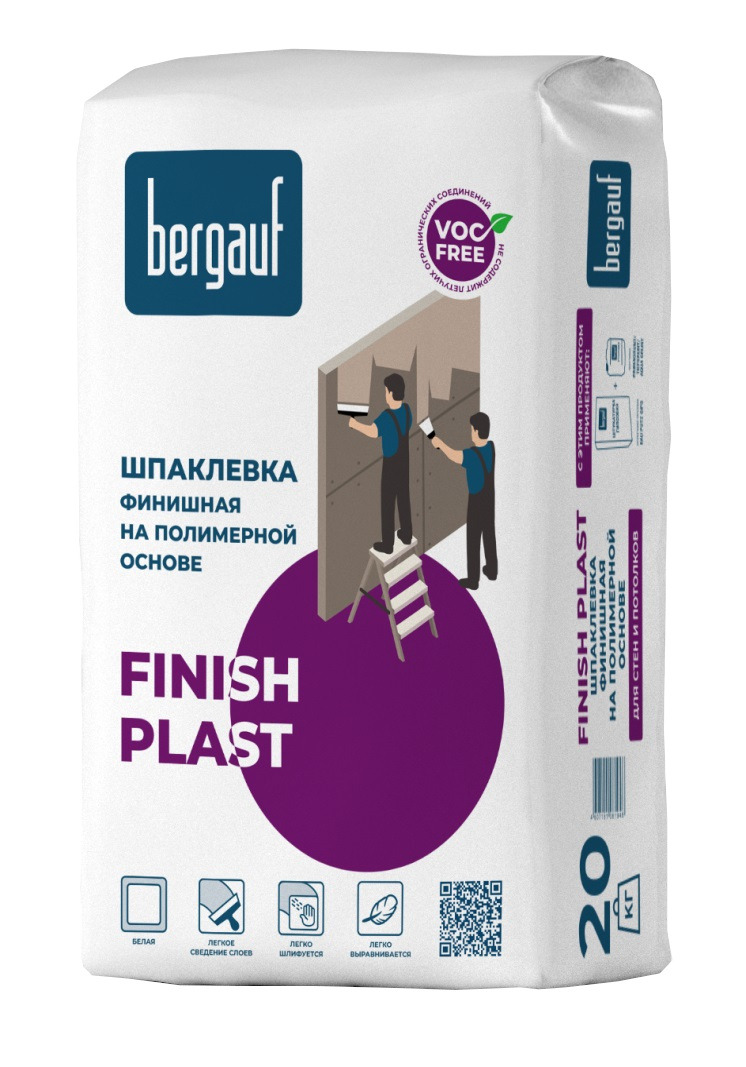 bergauf
VOC
FREE
НЕ СОДЕРЖИТ ЛЕТУЧИХ ОРГАНИЧЕСКИХ СОЕДИНЕНИЙ
ШПАКЛЕВКА
ФИНИШНАЯ
НА ПОЛИМЕРНОЙ
ОСНОВЕ
FINISH
PLAST
БЕЛАЯ
ЛЕГКОЕ
СВЕДЕНИЕ СЛОЕВ
ЛЕГКО
ШЛИФУЕТСЯ
ЛЕГКО
ВЫРАВНИВАЕТСЯ
bergauf
С ЭТИМ ПРОДУКТОМ
ПРИМЕНЯЮТ:
bergauf
+
FINISH PLAST
ШПАКЛЕВКА
ФИНИШНАЯ
НА ПОЛИМЕРНОЙ
ОСНОВЕ
ДЛЯ СТЕН И ПОТОЛКОВ
20
КГ